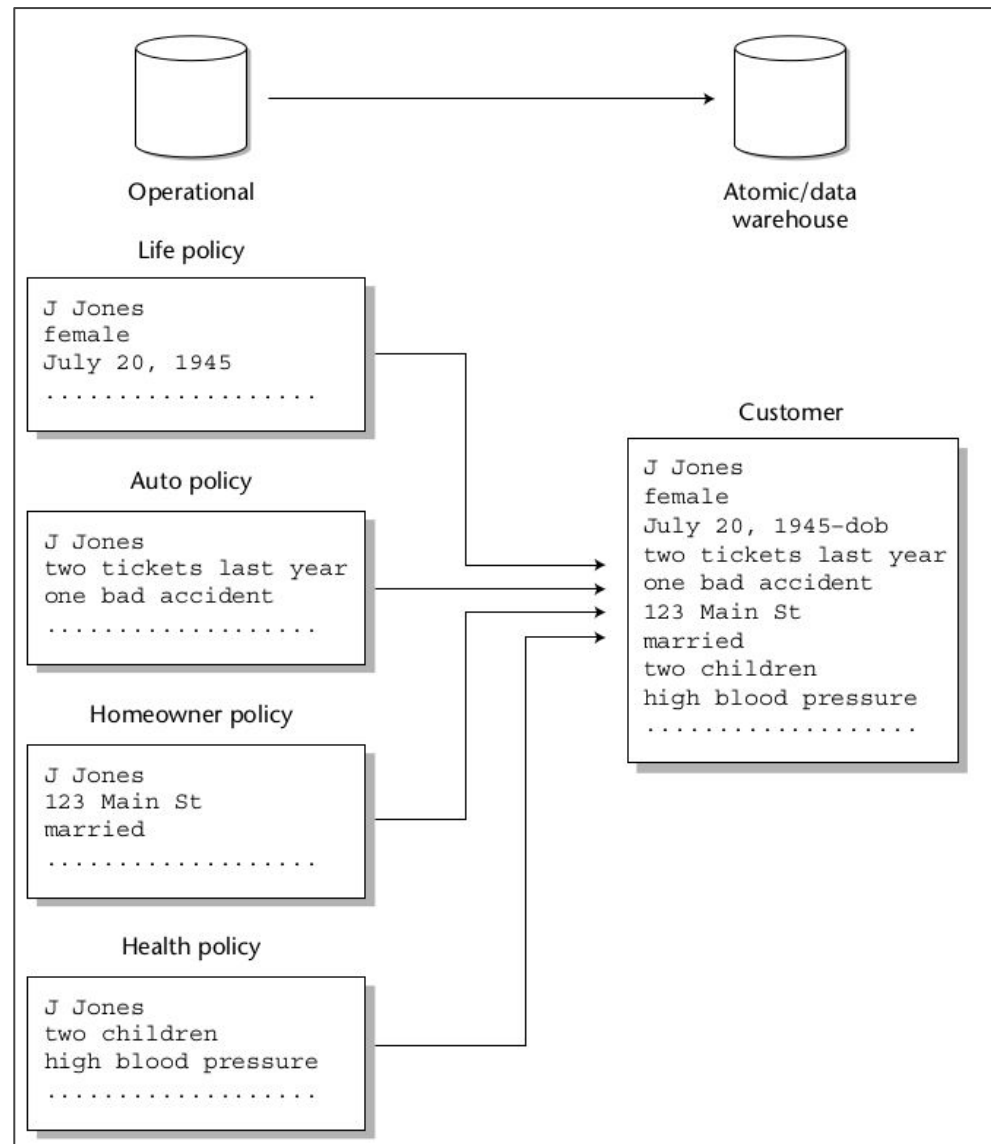 Operational
Atomic/data
warehouse
Life policy
J Jones
female
July 20, 1945
...................
Auto policy
J Jones
two tickets last year
one bad accident
...................
Homeowner policy
J Jones
123 Main St
married
...................
Health policy
J Jones
two children
high blood pressure
...................
Customer
J Jones
female
July 20, 1945-dob
two tickets last year
one bad accident
123 Main St
married
two children
high blood pressure
...................